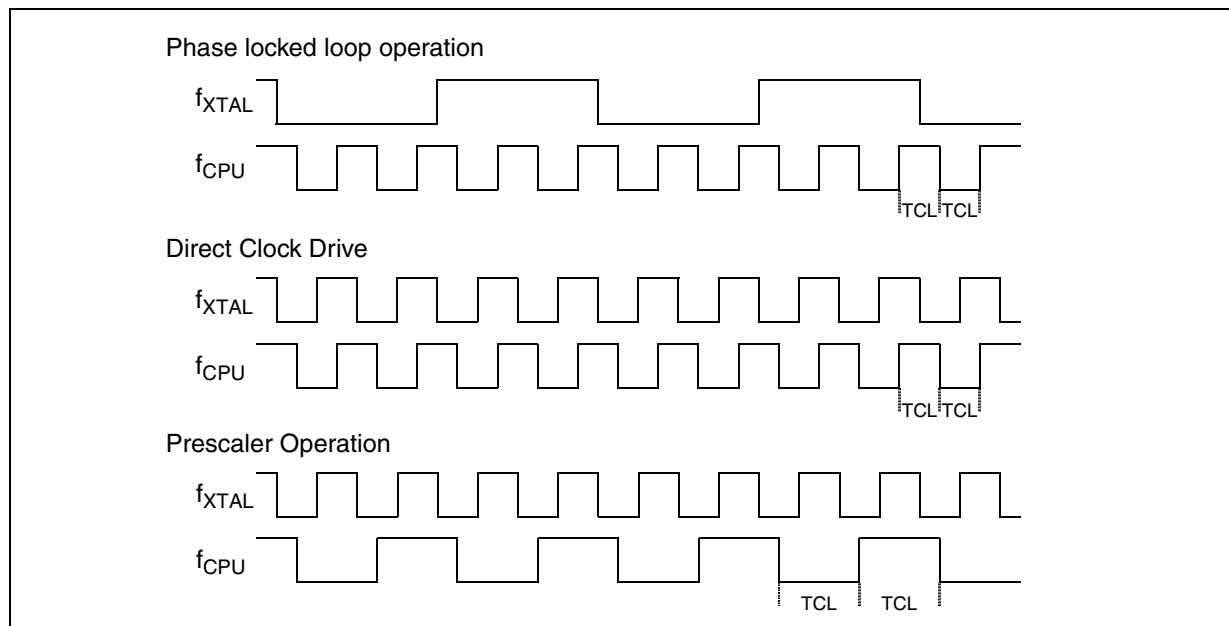 Phase locked loop operation
fXTAL
fCPU
TCL TCL
Direct Clock Drive
fXTAL
fCPU
TCL TCL
Prescaler Operation
fXTAL
fCPU
TCL TCL